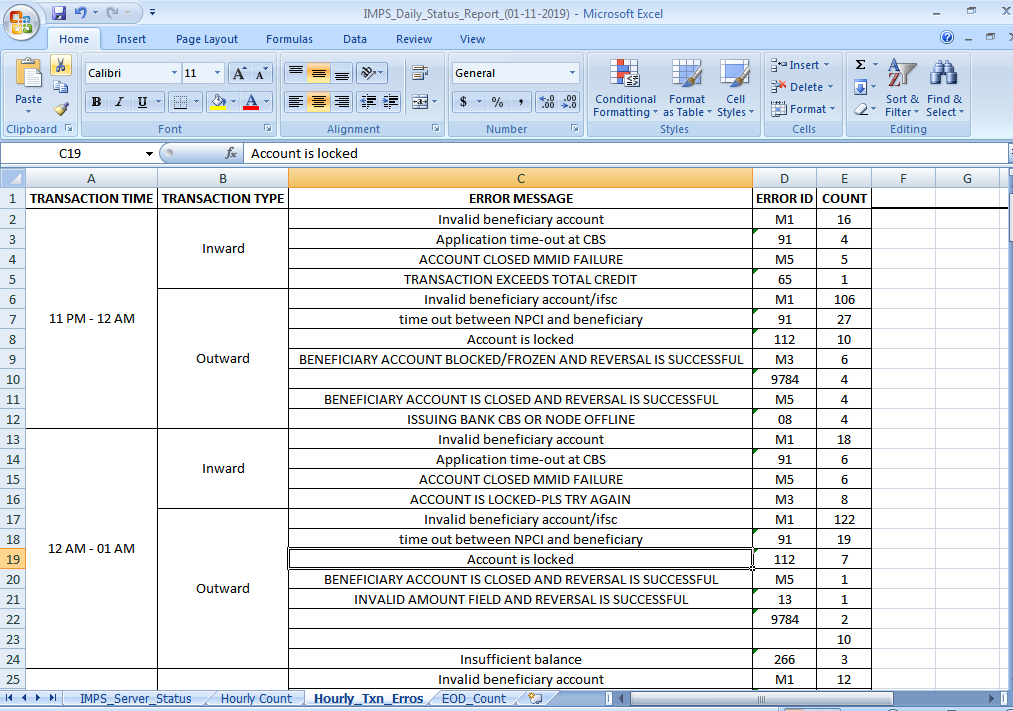 IMPS_Daily_Status_Report_(01-11-2019) - Microsoft Excel
Home Insert Page Layout Formulas Data Review View
Calibri 11 General Insert
Paste B I U $ % , Conditional Formatting Format as Table Cell Styles Delete Σ Sort & Filter Find & Select
Format
Clipboard Font Alignment Number Styles Cells Editing
C19 fx Account is locked
A B C D E F G
1 TRANSACTION TIME TRANSACTION TYPE ERROR MESSAGE ERROR ID COUNT
2 Invalid beneficiary account M1 16
3 Application time-out at CBS 91 4
Inward
4 ACCOUNT CLOSED MMID FAILURE M5 5
5 TRANSACTION EXCEEDS TOTAL CREDIT 65 1
6 Invalid beneficiary account/ifsc M1 106
7 11 PM - 12 AM time out between NPCI and beneficiary 91 27
8 Account is locked 112 10
9 Outward BENEFICIARY ACCOUNT BLOCKED/FROZEN AND REVERSAL IS SUCCESSFUL M3 6
10 9784 4
11 BENEFICIARY ACCOUNT IS CLOSED AND REVERSAL IS SUCCESSFUL M5 4
12 ISSUING BANK CBS OR NODE OFFLINE 08 4
13 Invalid beneficiary account M1 18
14 Application time-out at CBS 91 6
Inward
15 ACCOUNT CLOSED MMID FAILURE M5 6
16 ACCOUNT IS LOCKED-PLS TRY AGAIN M3 8
17 Invalid beneficiary account/ifsc M1 122
18 time out between NPCI and beneficiary 91 19
12 AM - 01 AM
19 Account is locked 112 7
20 BENEFICIARY ACCOUNT IS CLOSED AND REVERSAL IS SUCCESSFUL M5 1
Outward
21 INVALID AMOUNT FIELD AND REVERSAL IS SUCCESSFUL 13 1
22 9784 2
23 10
24 Insufficient balance 266 3
25 Invalid beneficiary account M1 12
IMPS_Server_Status Hourly Count Hourly_Txn_Erros EOD_Count